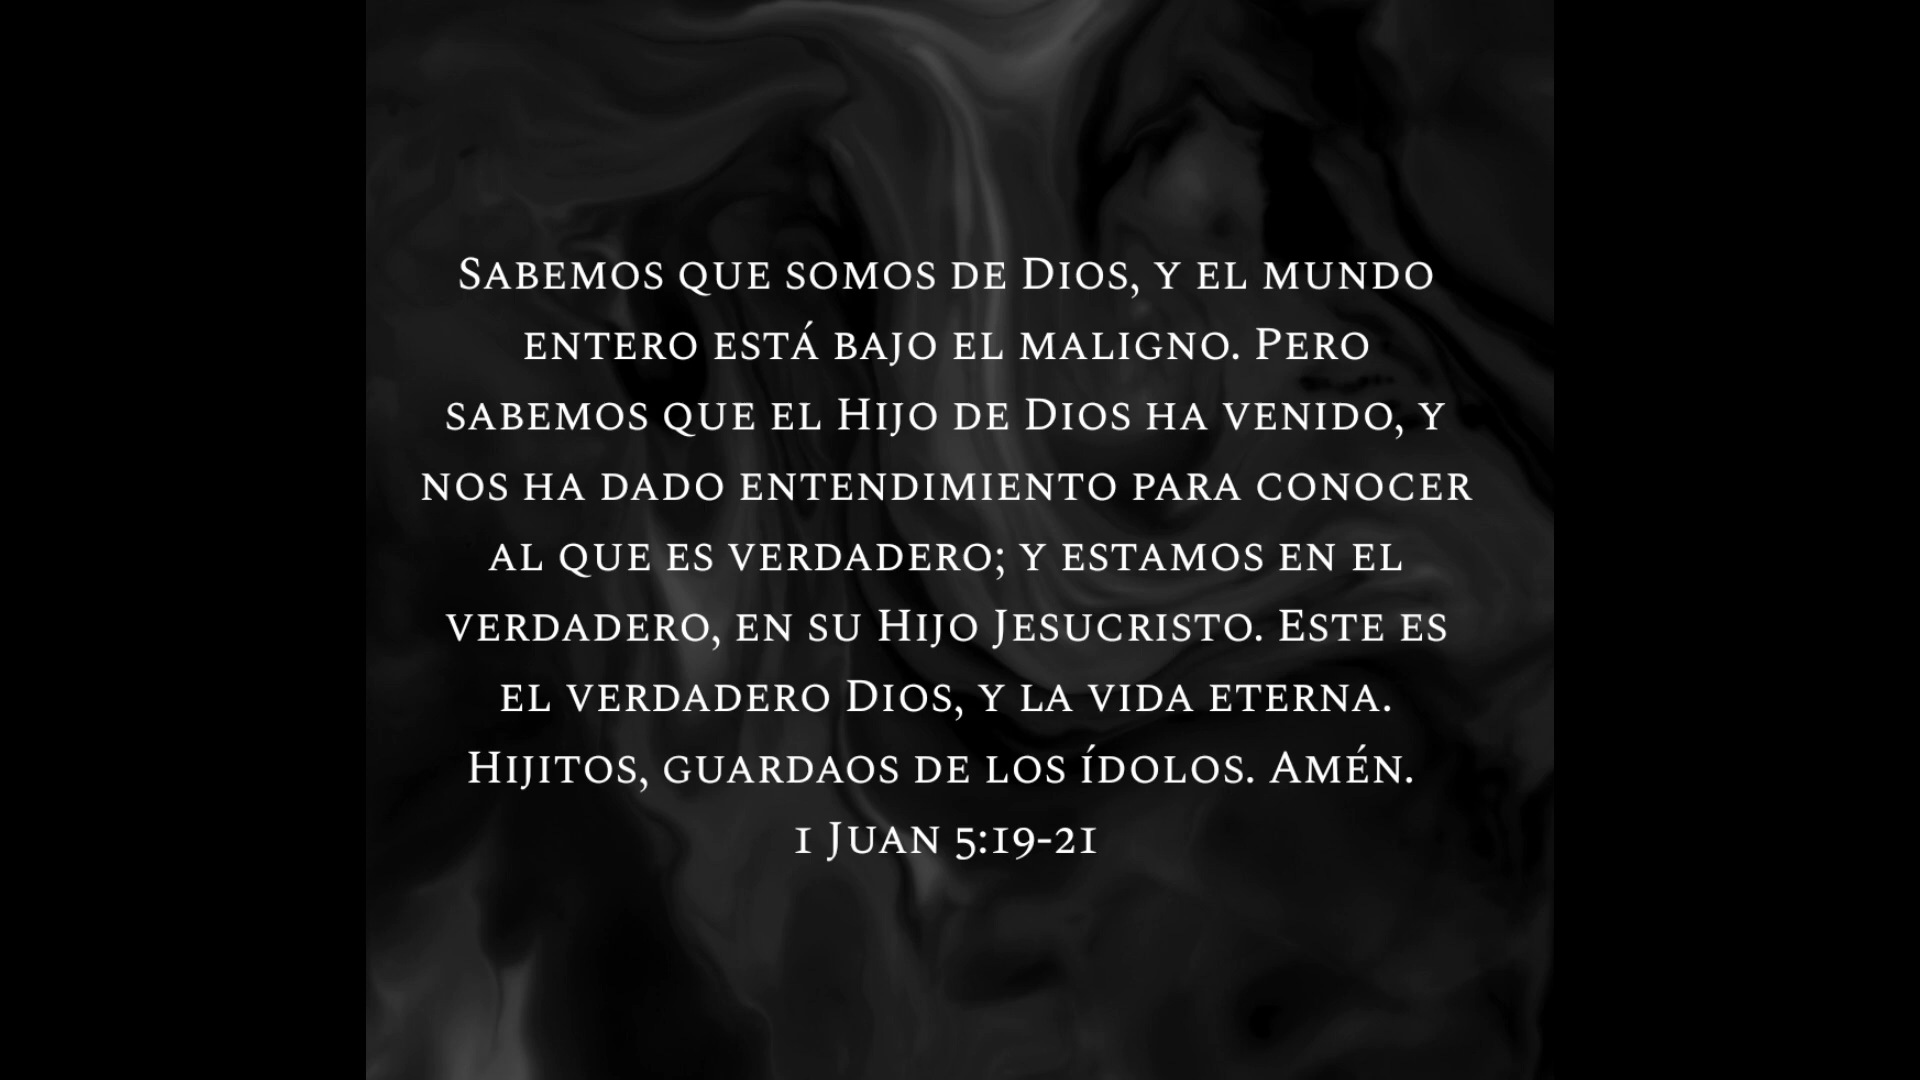 Sabemos que somos de Dios, y el mundo
entero está bajo el maligno. Pero
sabemos que el Hijo de Dios ha venido, y
nos ha dado entendimiento para conocer
al que es verdadero; y estamos en el
verdadero, en su Hijo Jesucristo. Este es
el verdadero Dios, y la vida eterna.
Hijitos, guardaos de los ídolos. Amén.
1 Juan 5:19-21